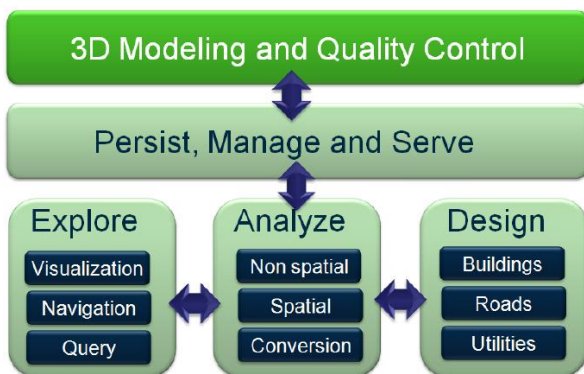 3D Modeling and Quality Control
Persist, Manage and Serve
Explore
Visualization
Navigation
Query
Analyze
Non spatial
Spatial
Conversion
Design
Buildings
Roads
Utilities